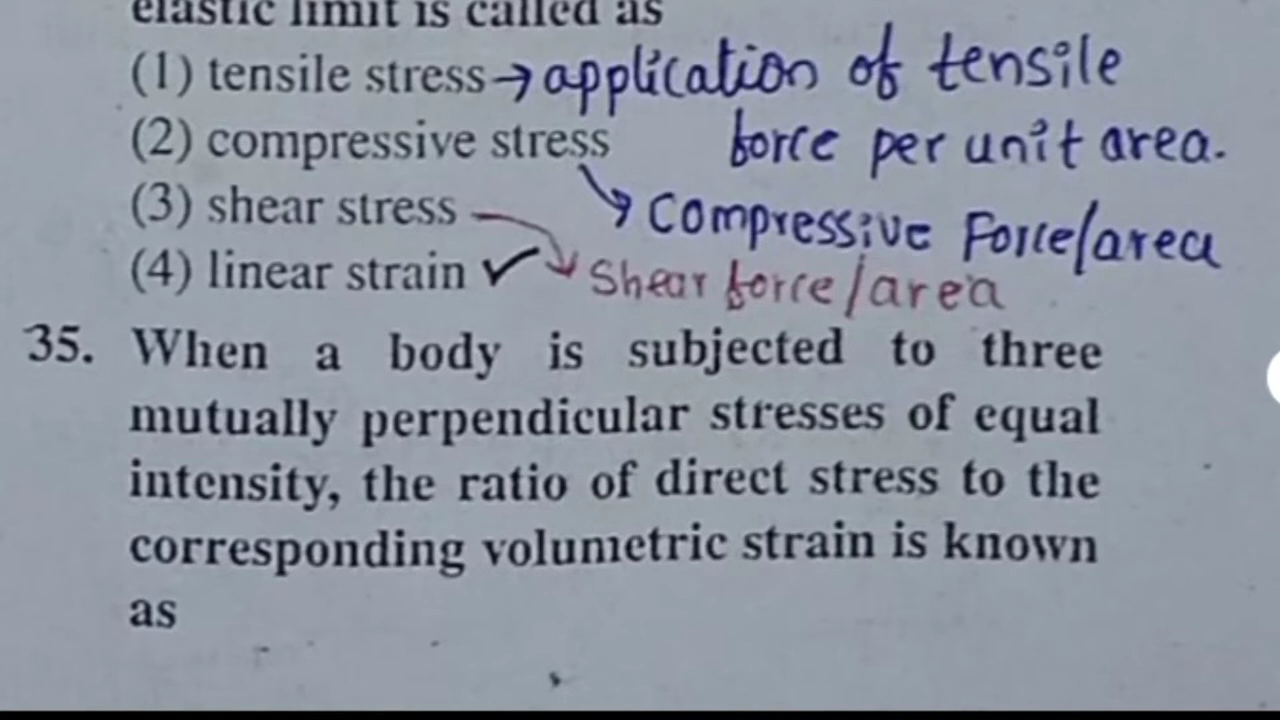 elastic limit is called as
(1) tensile stress → application of tensile
force per unit area.
(2) compressive stress
↘ Compressive Force/area
(3) shear stress
(4) linear strain ✓
Shear force/area
35. When a body is subjected to three
mutually perpendicular stresses of equal
intensity, the ratio of direct stress to the
corresponding volumetric strain is known
as